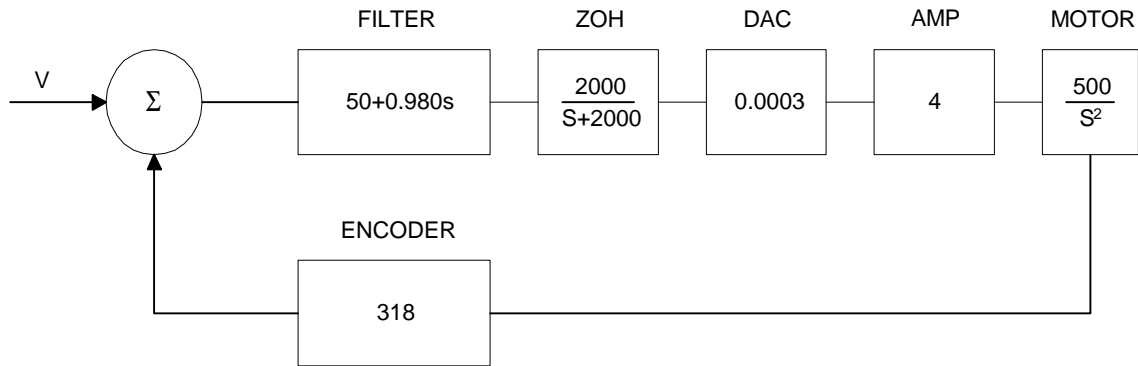 FILTER
ZOH
DAC
AMP
MOTOR
V
Σ
50+0.980s
2000
S+2000
0.0003
4
500
S²
ENCODER
318